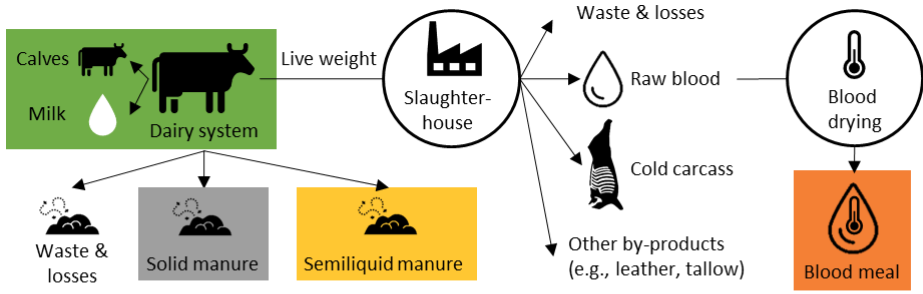 Calves
Milk
Dairy system
Live weight
Slaughter-
house
Waste & losses
Raw blood
Cold carcass
Other by-products
(e.g., leather, tallow)
Blood
drying
Blood meal
Waste &
losses
Solid manure
Semiliquid manure